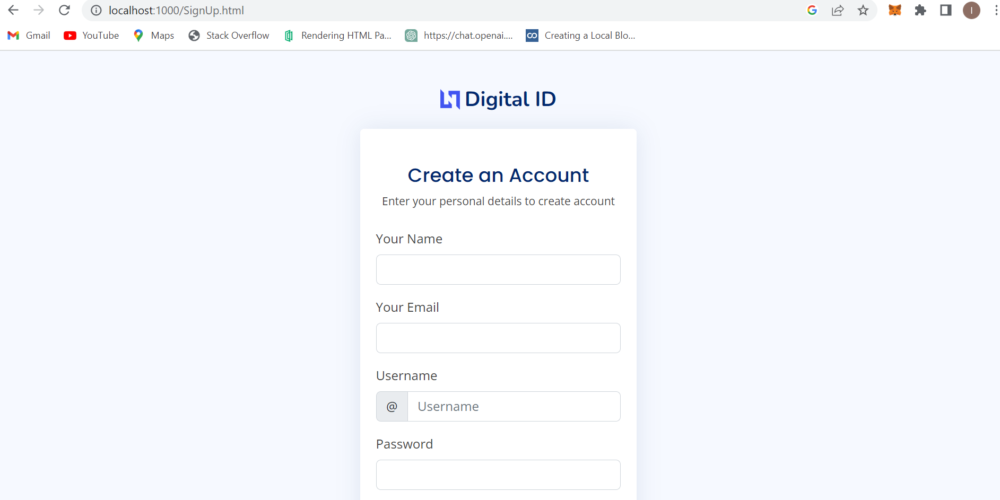 localhost:1000/SignUp.html
I
Gmail YouTube Maps Stack Overflow Rendering HTML Pa... https://chat.openai.... Creating a Local Blo...
Digital ID
Create an Account
Enter your personal details to create account
Your Name
Your Email
Username
@ Username
Password